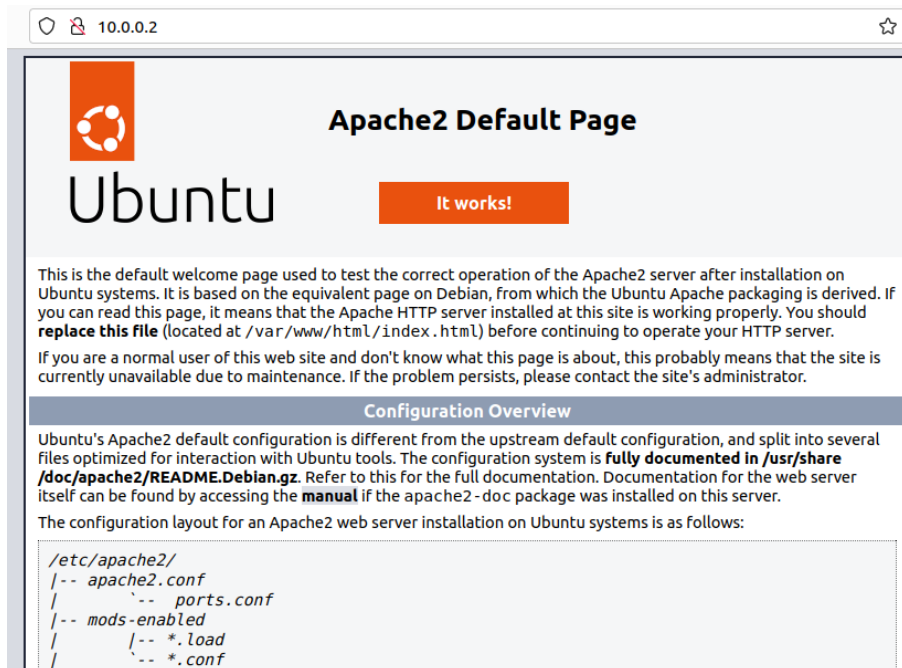 10.0.0.2
Apache2 Default Page
Ubuntu
It works!
This is the default welcome page used to test the correct operation of the Apache2 server after installation on
Ubuntu systems. It is based on the equivalent page on Debian, from which the Ubuntu Apache packaging is derived. If
you can read this page, it means that the Apache HTTP server installed at this site is working properly. You should
replace this file (located at /var/www/html/index.html) before continuing to operate your HTTP server.
If you are a normal user of this web site and don't know what this page is about, this probably means that the site is
currently unavailable due to maintenance. If the problem persists, please contact the site's administrator.
Configuration Overview
Ubuntu's Apache2 default configuration is different from the upstream default configuration, and split into several
files optimized for interaction with Ubuntu tools. The configuration system is fully documented in /usr/share
/doc/apache2/README.Debian.gz. Refer to this for the full documentation. Documentation for the web server
itself can be found by accessing the manual if the apache2-doc package was installed on this server.
The configuration layout for an Apache2 web server installation on Ubuntu systems is as follows:
/etc/apache2/
|-- apache2.conf
|       `--  ports.conf
|-- mods-enabled
|       |-- *.load
|       `-- *.conf